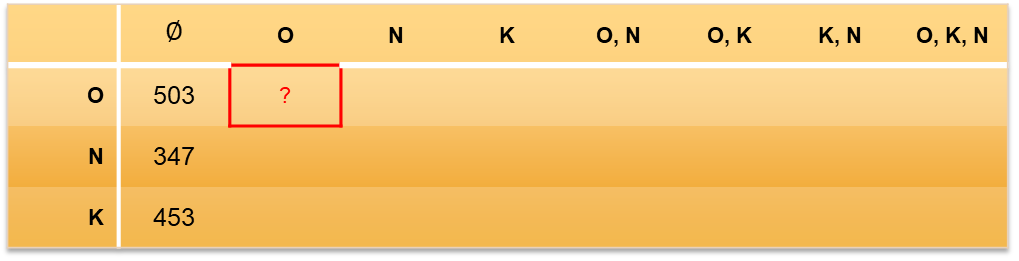 Ø O N K O, N O, K K, N O, K, N
O 503 ?
N 347
K 453